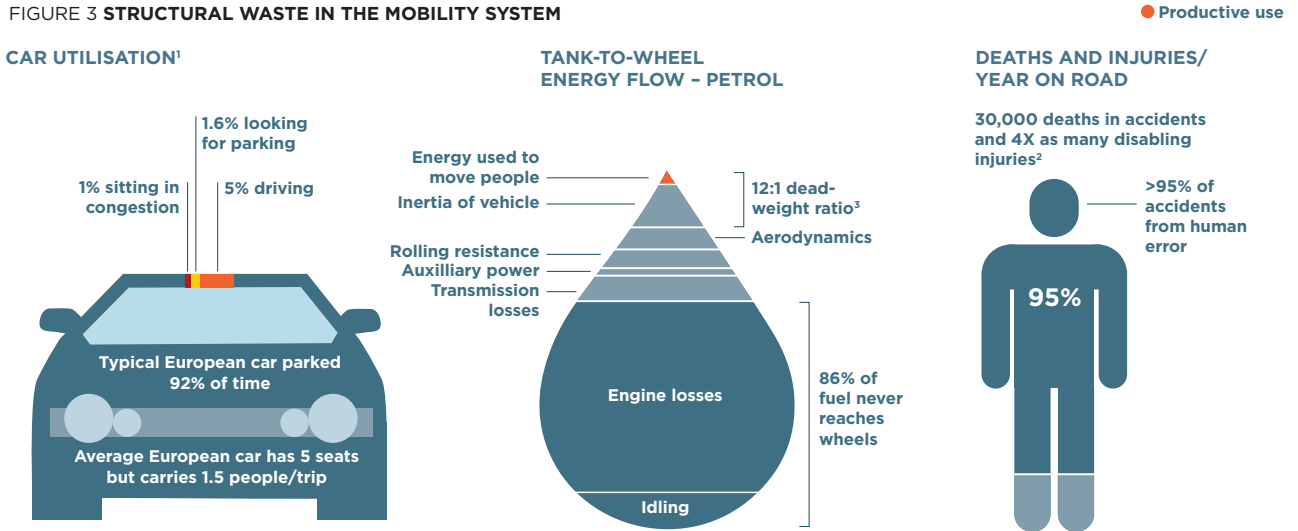 FIGURE 3 STRUCTURAL WASTE IN THE MOBILITY SYSTEM
Productive use
CAR UTILISATION¹
1.6% looking
for parking
1% sitting in
congestion
5% driving
Typical European car parked
92% of time
Average European car has 5 seats
but carries 1.5 people/trip
TANK-TO-WHEEL
ENERGY FLOW – PETROL
Energy used to
move people
Inertia of vehicle
12:1 dead-
weight ratio³
Aerodynamics
Rolling resistance
Auxilliary power
Transmission
losses
Engine losses
86% of
fuel never
reaches
wheels
Idling
DEATHS AND INJURIES/
YEAR ON ROAD
30,000 deaths in accidents
and 4X as many disabling
injuries²
>95% of
accidents
from human
error
95%